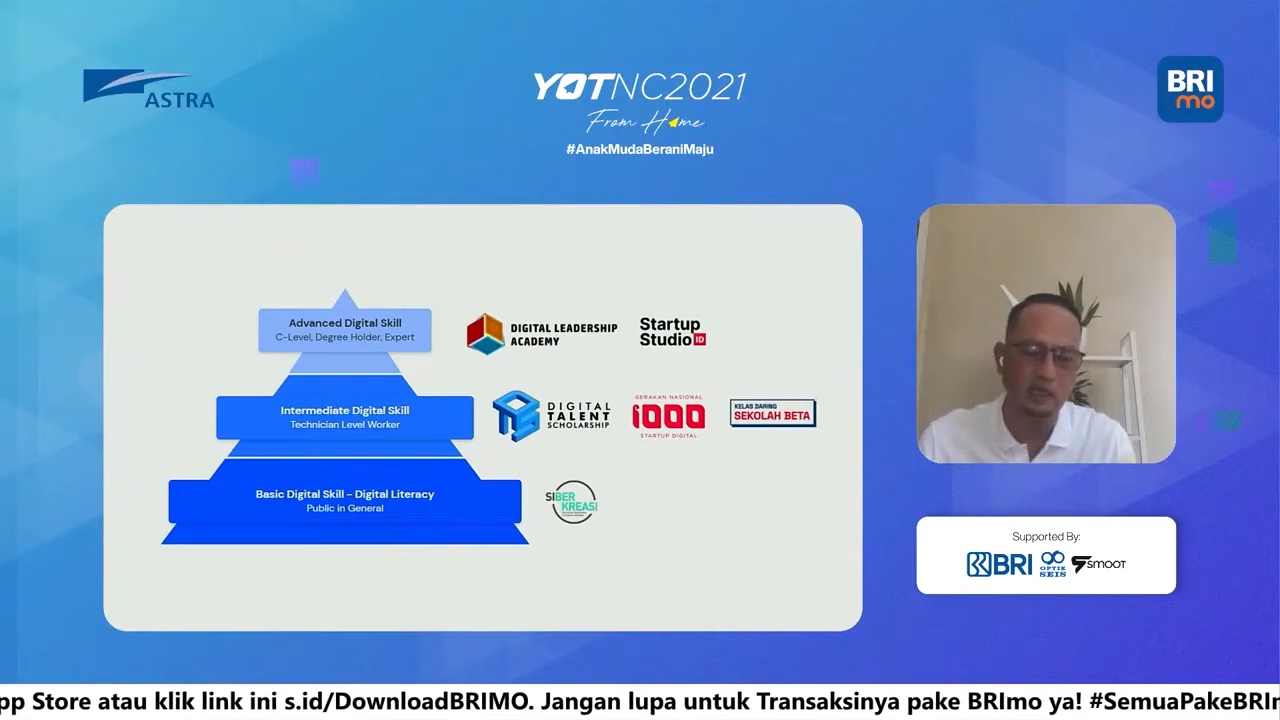 ASTRA
YOTNC2021
From Home
#AnakMudaBeraniMaju
BRI
mo
Advanced Digital Skill
C-Level, Degree Holder, Expert
DIGITAL LEADERSHIP
ACADEMY
Startup
Studio ID
Intermediate Digital Skill
Technician Level Worker
DIGITAL
TALENT
SCHOLARSHIP
GERAKAN NASIONAL
1000
STARTUP DIGITAL
KELAS DARING
SEKOLAH BETA
Basic Digital Skill – Digital Literacy
Public in General
SIBER
KREASI
Supported By:
BRI
OPTIK
SEIS
SMOOT
pp Store atau klik link ini s.id/DownloadBRIMO. Jangan lupa untuk Transaksinya pake BRImo ya! #SemuaPakeBRIm